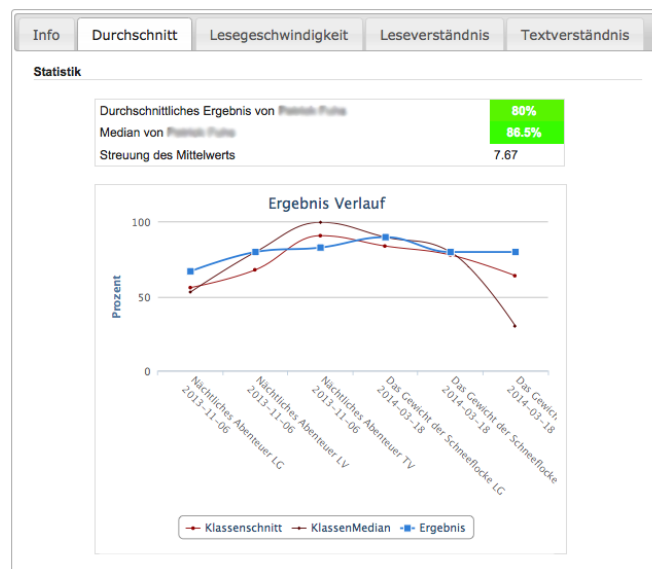 Info Durchschnitt Lesegeschwindigkeit Leseverständnis Textverständnis
Statistik
Durchschnittliches Ergebnis von 80%
Median von 86.5%
Streuung des Mittelwerts 7.67
Ergebnis Verlauf
100
50
0
Prozent
Nächtliches Abenteuer LG
2013-11-06
Nächtliches Abenteuer LV
2013-11-06
Nächtliches Abenteuer TV
2013-11-06
Das Gewicht der Schneeflocke LG
2014-03-18
Das Gewicht der Schneeflocke
2014-03-18
Das Gewich
2014-03-18
Klassenschnitt KlassenMedian Ergebnis